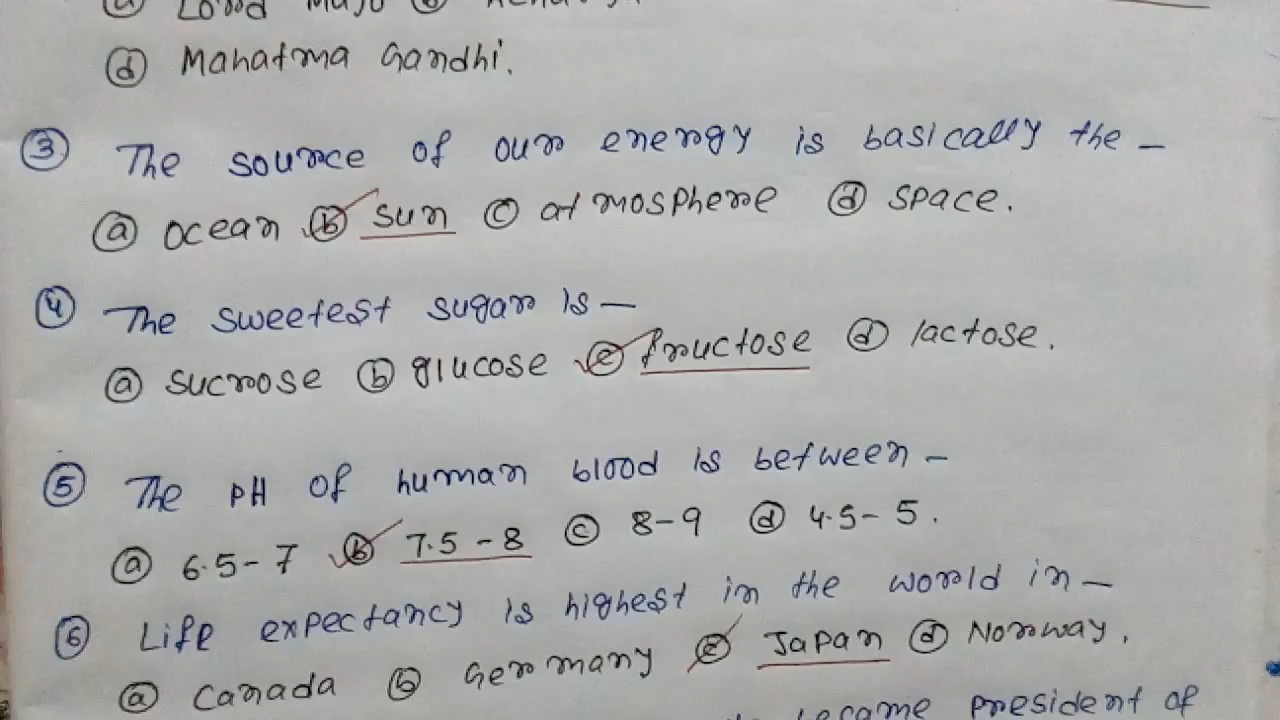 ⓓ Mahatma Gandhi.
③ The source of our energy is basically the -
ⓐ ocean ⓑ sun ⓒ atmosphere ⓓ space.
④ The sweetest sugar is -
ⓐ sucrose ⓑ glucose ⓒ fructose ⓓ lactose.
⑤ The pH of human blood is between -
ⓐ 6.5-7 ⓑ 7.5-8 ⓒ 8-9 ⓓ 4.5-5.
⑥ Life expectancy is highest in the world in -
ⓐ Canada ⓑ Germany ⓒ Japan ⓓ Norway.
became president of